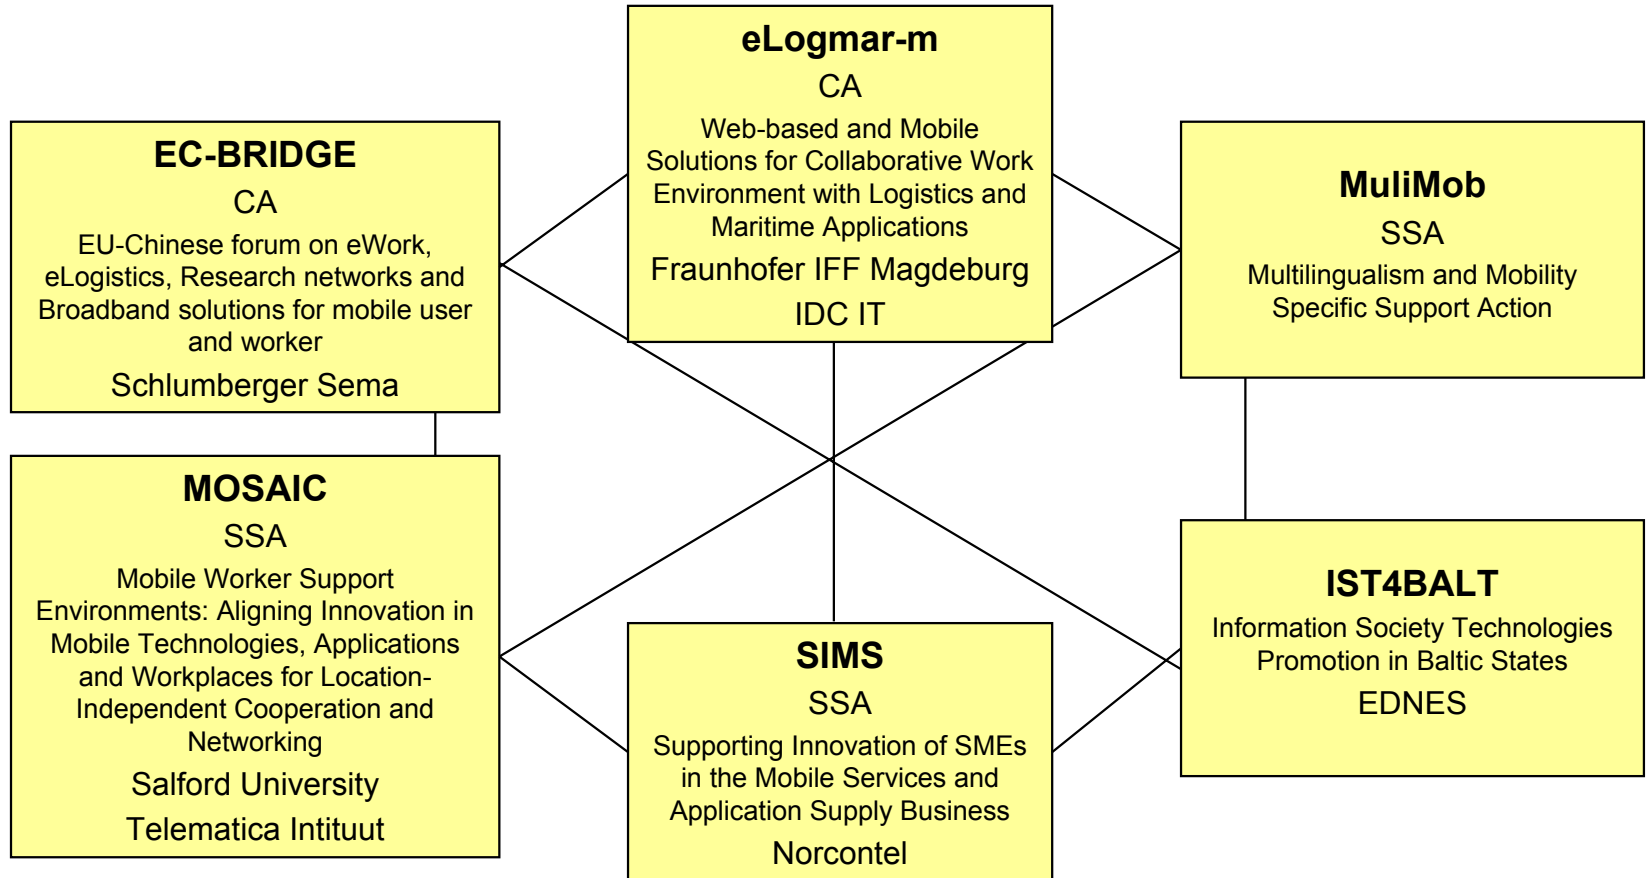 eLogmar-m
CA
Web-based and Mobile
Solutions for Collaborative Work
Environment with Logistics and
Maritime Applications
Fraunhofer IFF Magdeburg
IDC IT
EC-BRIDGE
CA
EU-Chinese forum on eWork,
eLogistics, Research networks and
Broadband solutions for mobile user
and worker
Schlumberger Sema
MuliMob
SSA
Multilingualism and Mobility
Specific Support Action
MOSAIC
SSA
Mobile Worker Support
Environments: Aligning Innovation in
Mobile Technologies, Applications
and Workplaces for Location-
Independent Cooperation and
Networking
Salford University
Telematica Intituut
SIMS
SSA
Supporting Innovation of SMEs
in the Mobile Services and
Application Supply Business
Norcontel
IST4BALT
Information Society Technologies
Promotion in Baltic States
EDNES